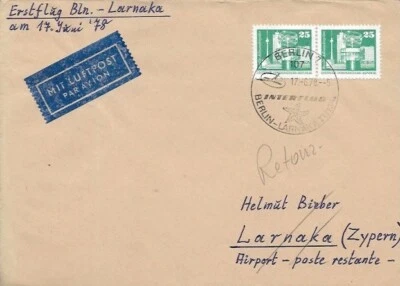 Erstflug Bln. - Larnaka
am 17. Juni '78
MIT LUFTPOST
PAR AVION
25
25
BERLIN
INTERFLUG
BERLIN-LARNACA
Retour.
Helmut Bieber
Larnaka (Zypern)
Airport - poste restante -